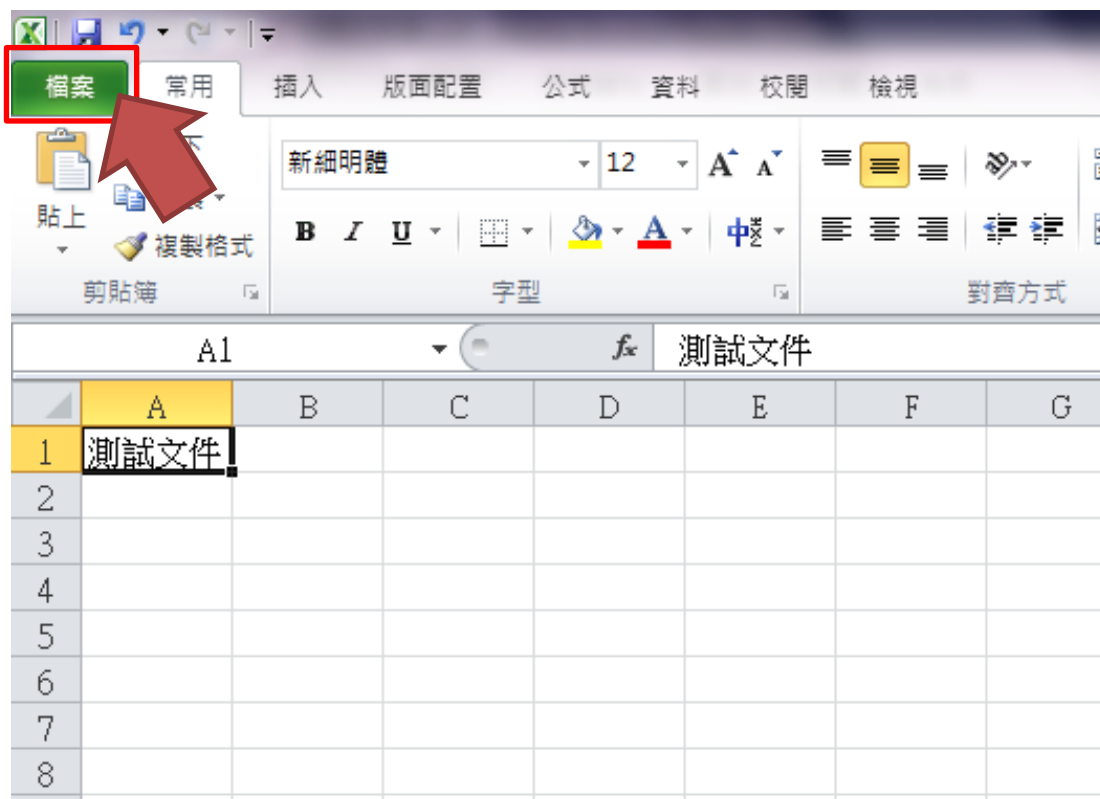 檔案 常用 插入 版面配置 公式 資料 校閱 檢視
新細明體 12 A A
貼上
B I U A 中
複製格式
剪貼簿 字型 對齊方式
A1 fx 測試文件
A B C D E F G
1 測試文件
2
3
4
5
6
7
8